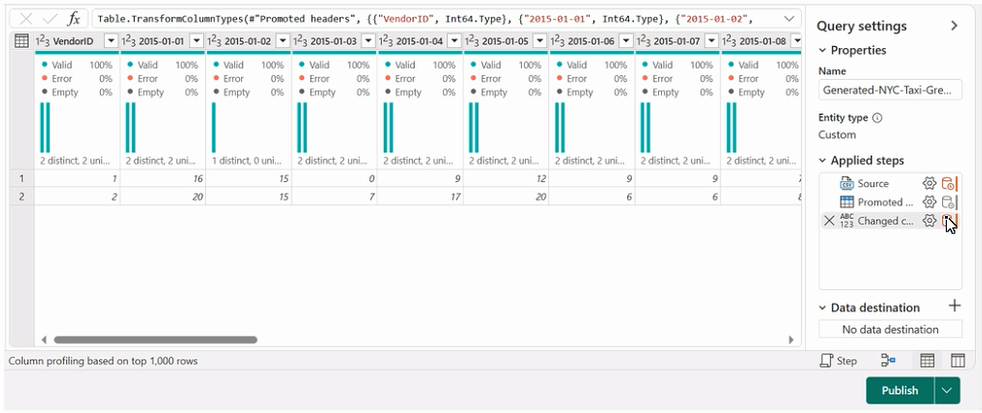 fx Table.TransformColumnTypes(#"Promoted headers", {{"VendorID", Int64.Type}, {"2015-01-01", Int64.Type}, {"2015-01-02",
Query settings
1²3 VendorID 1²3 2015-01-01 1²3 2015-01-02 1²3 2015-01-03 1²3 2015-01-04 1²3 2015-01-05 1²3 2015-01-06 1²3 2015-01-07 1²3 2015-01-08
Valid 100% Valid 100% Valid 100% Valid 100% Valid 100% Valid 100% Valid 100% Valid 100% Valid 100%
Error 0% Error 0% Error 0% Error 0% Error 0% Error 0% Error 0% Error 0% Error 0%
Empty 0% Empty 0% Empty 0% Empty 0% Empty 0% Empty 0% Empty 0% Empty 0% Empty 0%
2 distinct, 2 uni... 2 distinct, 2 uni... 1 distinct, 0 uni... 2 distinct, 2 uni... 2 distinct, 2 uni... 2 distinct, 2 uni... 2 distinct, 2 uni... 2 distinct, 2 uni... 2 distinct, 2 uni...
1 1 16 15 0 9 12 9 9
2 2 20 15 7 17 20 6 6
Properties
Name
Generated-NYC-Taxi-Gre...
Entity type
Custom
Applied steps
CSV Source
Promoted ...
ABC 123 Changed c...
Data destination
No data destination
Column profiling based on top 1,000 rows
Step
Publish